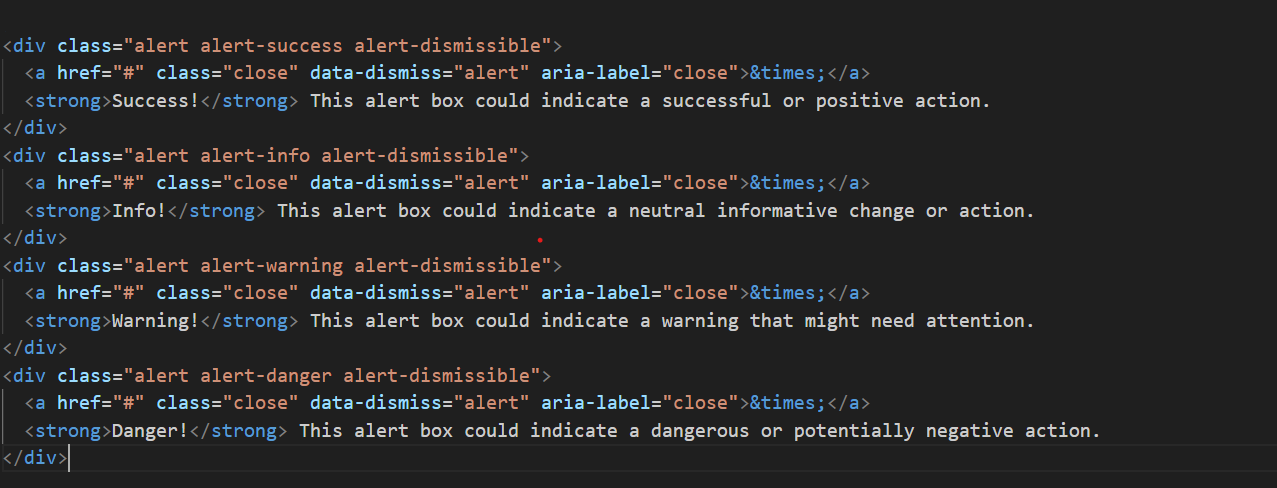 <div class="alert alert-success alert-dismissible">
  <a href="#" class="close" data-dismiss="alert" aria-label="close">&times;</a>
  <strong>Success!</strong> This alert box could indicate a successful or positive action.
</div>
<div class="alert alert-info alert-dismissible">
  <a href="#" class="close" data-dismiss="alert" aria-label="close">&times;</a>
  <strong>Info!</strong> This alert box could indicate a neutral informative change or action.
</div>
<div class="alert alert-warning alert-dismissible">
  <a href="#" class="close" data-dismiss="alert" aria-label="close">&times;</a>
  <strong>Warning!</strong> This alert box could indicate a warning that might need attention.
</div>
<div class="alert alert-danger alert-dismissible">
  <a href="#" class="close" data-dismiss="alert" aria-label="close">&times;</a>
  <strong>Danger!</strong> This alert box could indicate a dangerous or potentially negative action.
</div>